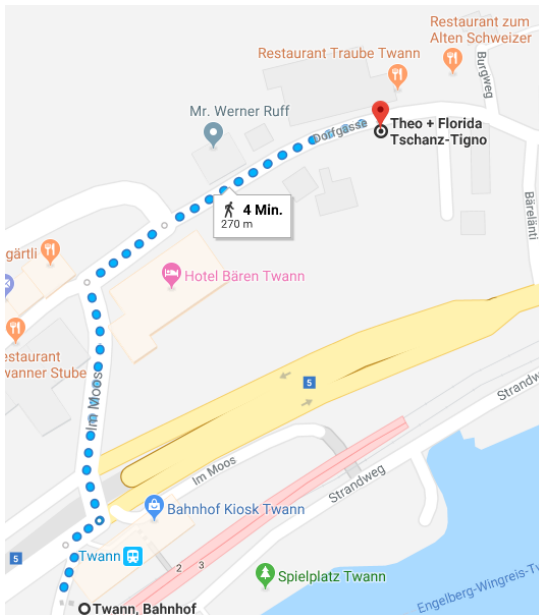 Restaurant zum
Alten Schweizer
Restaurant Traube Twann
Burgweg
Mr. Werner Ruff
Dorfgasse
Theo + Florida
Tschanz-Tigno
4 Min.
270 m
Bärelänti
gärtli
Hotel Bären Twann
estaurant
wanner Stube
5
Im Moos
Strandweg
Im Moos
Strandweg
Bahnhof Kiosk Twann
5
Twann
2
3
Spielplatz Twann
Engelberg-Wingreis-Tw
Twann, Bahnhof